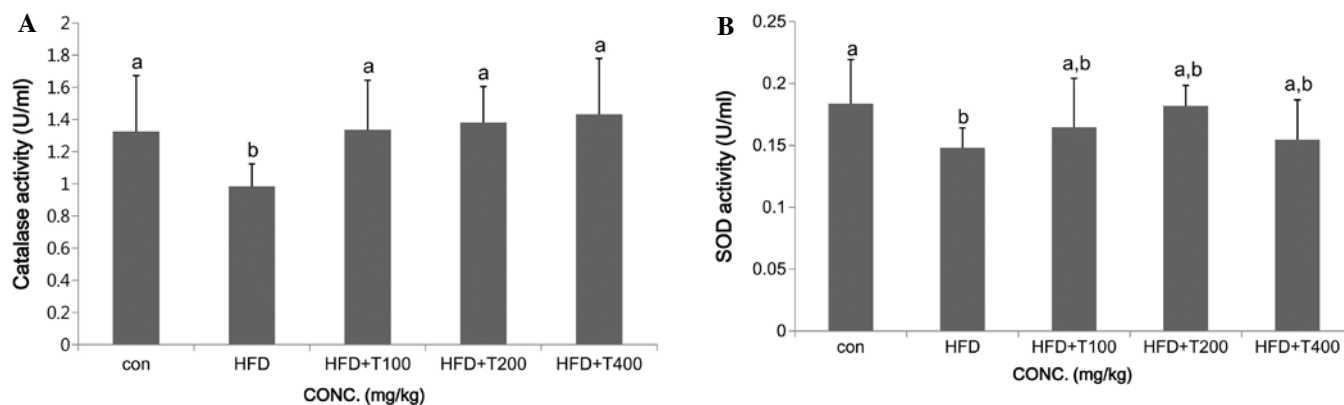 A
Catalase activity (U/ml)
2
1.8
1.6
1.4
1.2
1
0.8
0.6
0.4
0.2
0
a
b
a
a
a
con HFD HFD+T100 HFD+T200 HFD+T400
CONC. (mg/kg)
B
SOD activity (U/ml)
0.25
0.2
0.15
0.1
0.05
0
a
b
a,b
a,b
a,b
con HFD HFD+T100 HFD+T200 HFD+T400
CONC. (mg/kg)